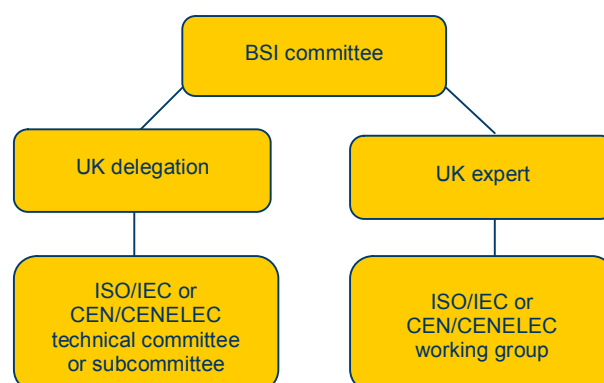 BSI committee
UK delegation
UK expert
ISO/IEC or
CEN/CENELEC
technical committee
or subcommittee
ISO/IEC or
CEN/CENELEC
working group